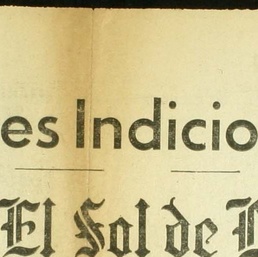 es Indicio
El Sol de